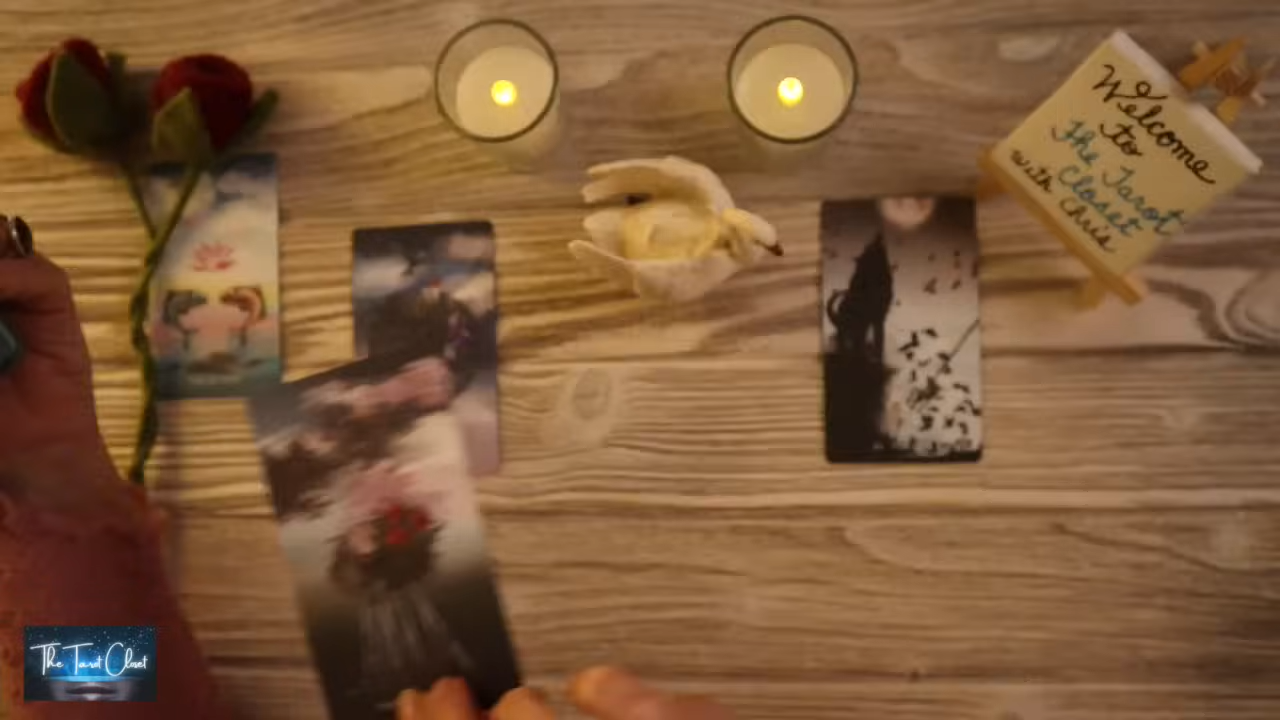 Welcome
to
The Tarot
Closet
with Chris
The Tarot Closet